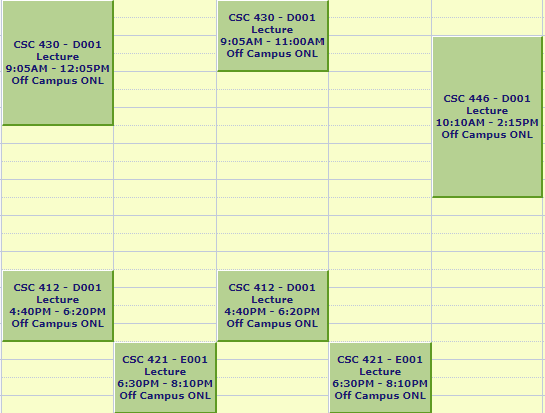 CSC 430 - D001
Lecture
9:05AM - 12:05PM
Off Campus ONL
CSC 430 - D001
Lecture
9:05AM - 11:00AM
Off Campus ONL
CSC 446 - D001
Lecture
10:10AM - 2:15PM
Off Campus ONL
CSC 412 - D001
Lecture
4:40PM - 6:20PM
Off Campus ONL
CSC 412 - D001
Lecture
4:40PM - 6:20PM
Off Campus ONL
CSC 421 - E001
Lecture
6:30PM - 8:10PM
Off Campus ONL
CSC 421 - E001
Lecture
6:30PM - 8:10PM
Off Campus ONL